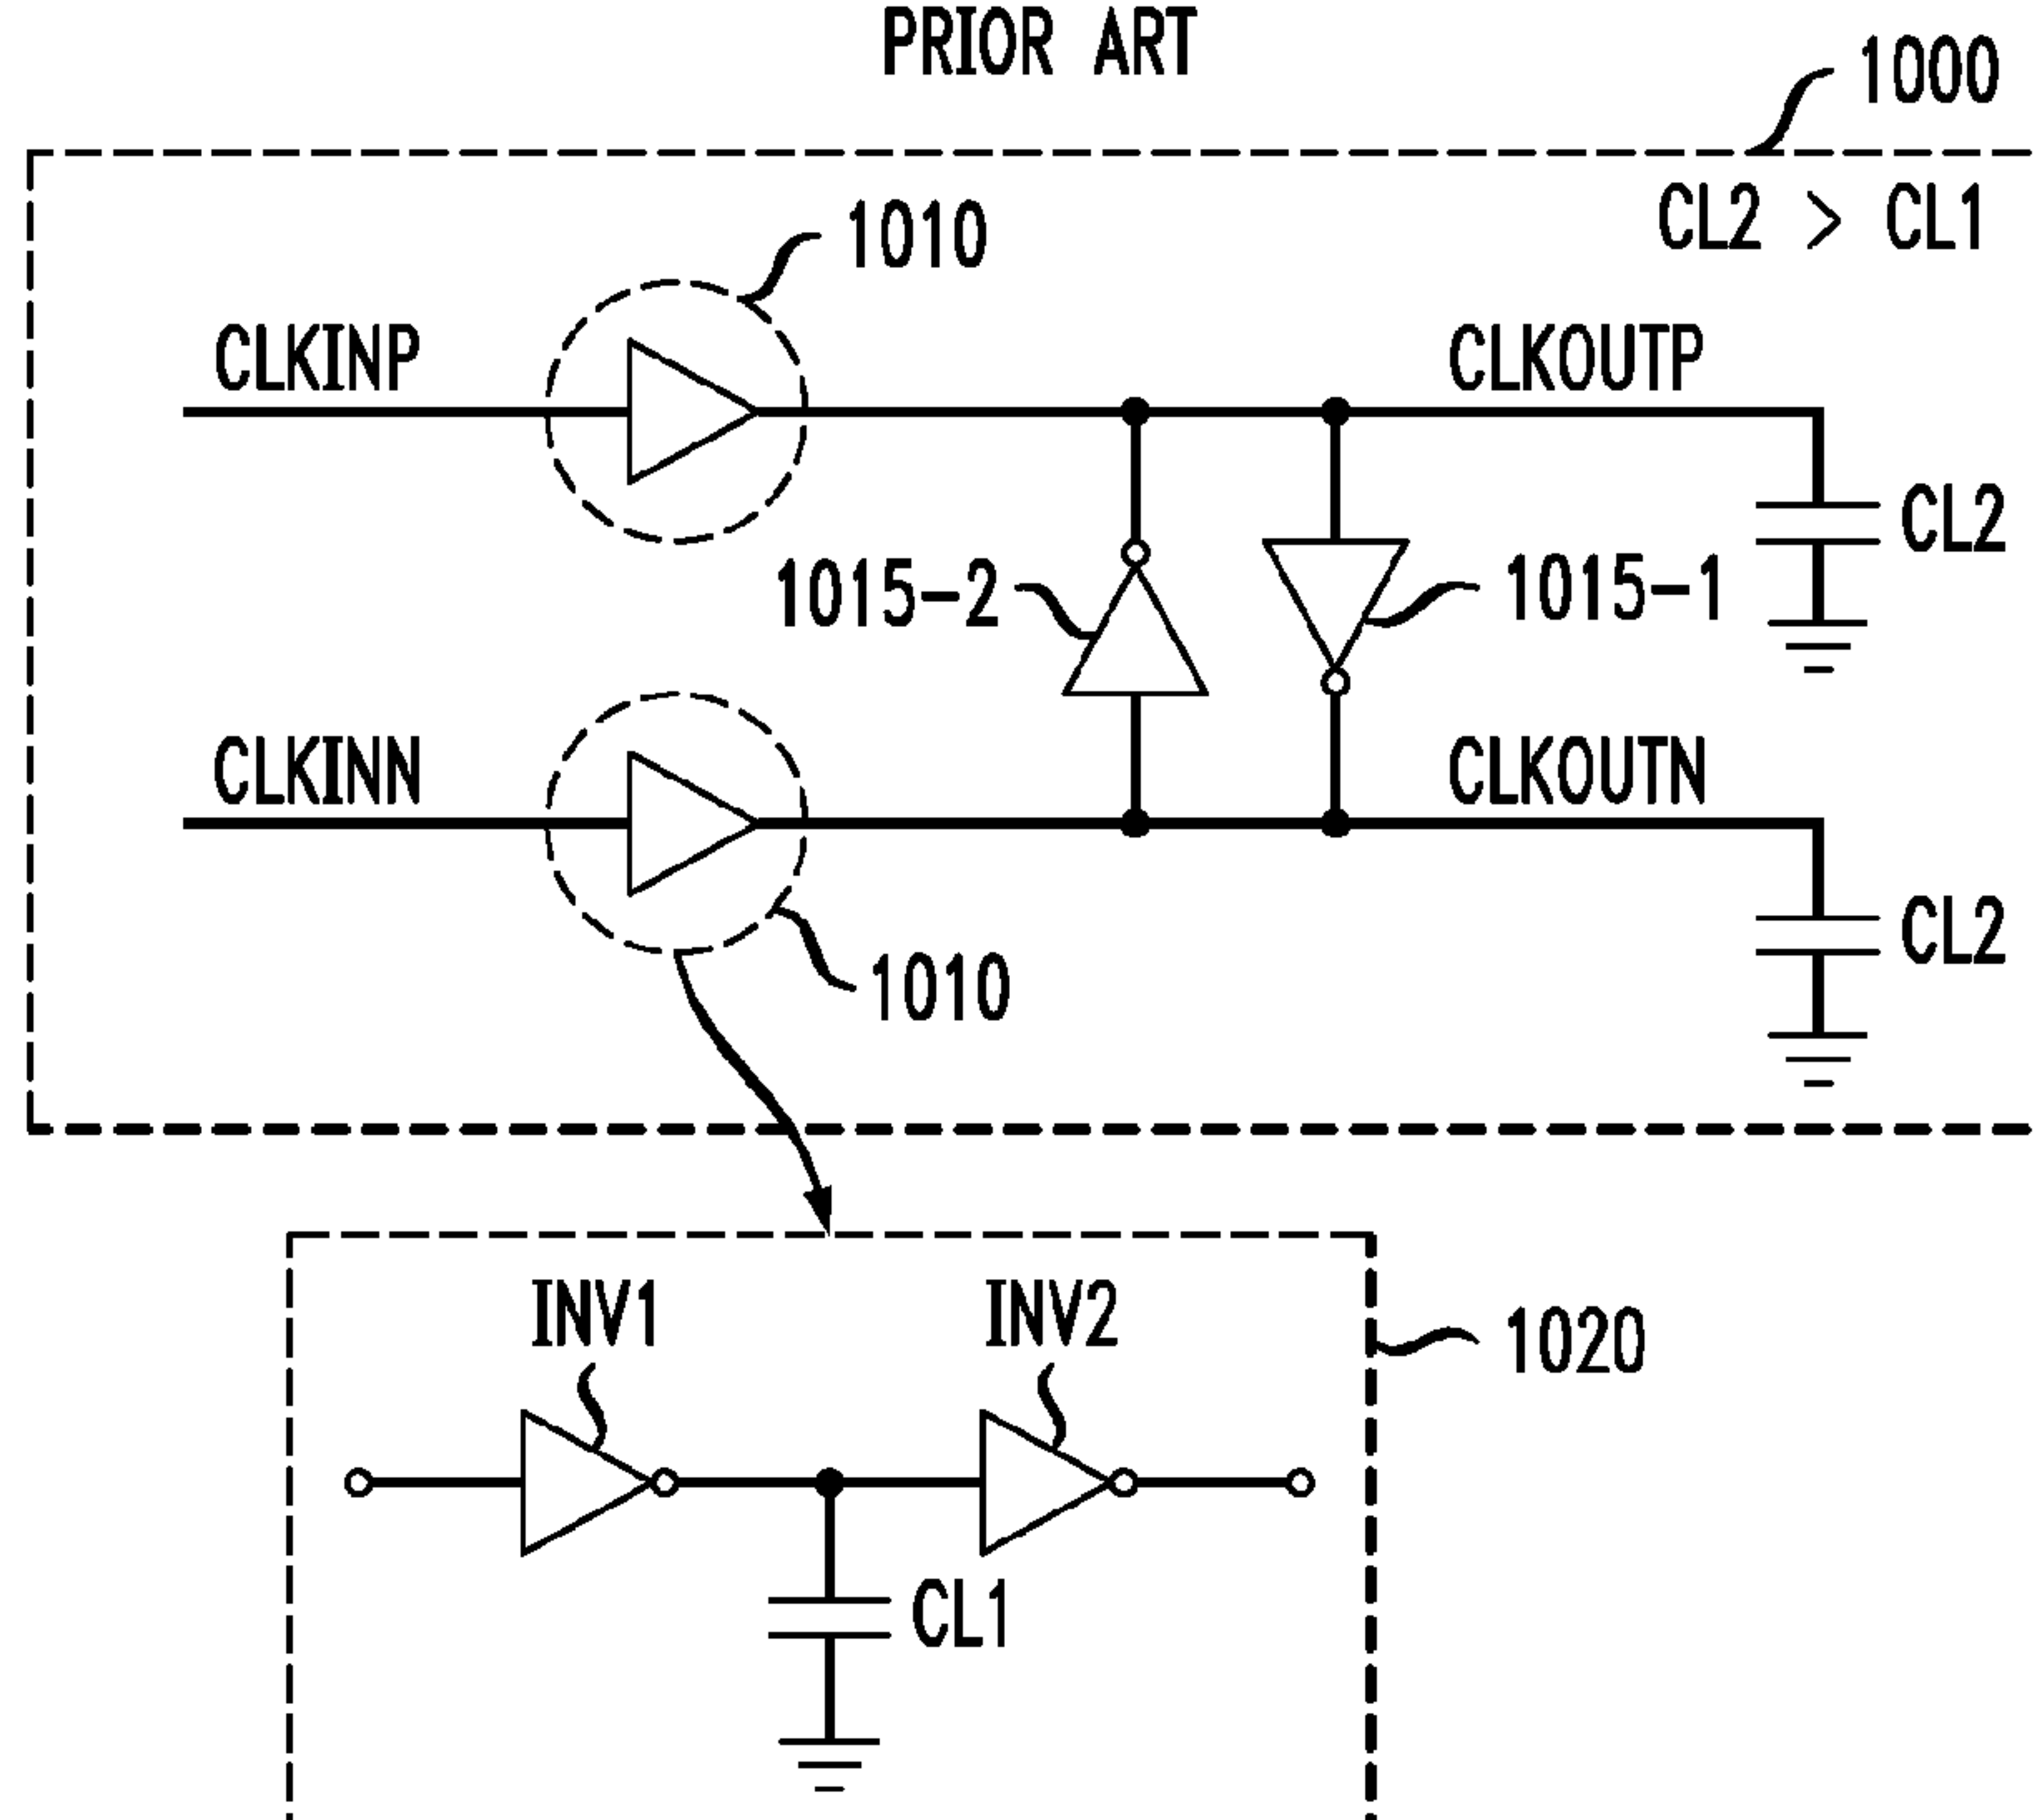 PRIOR ART
1000
CL2 > CL1
1010
CLKINP
CLKOUTP
CL2
1015-2
1015-1
CLKINN
CLKOUTN
CL2
1010
INV1
INV2
1020
CL1